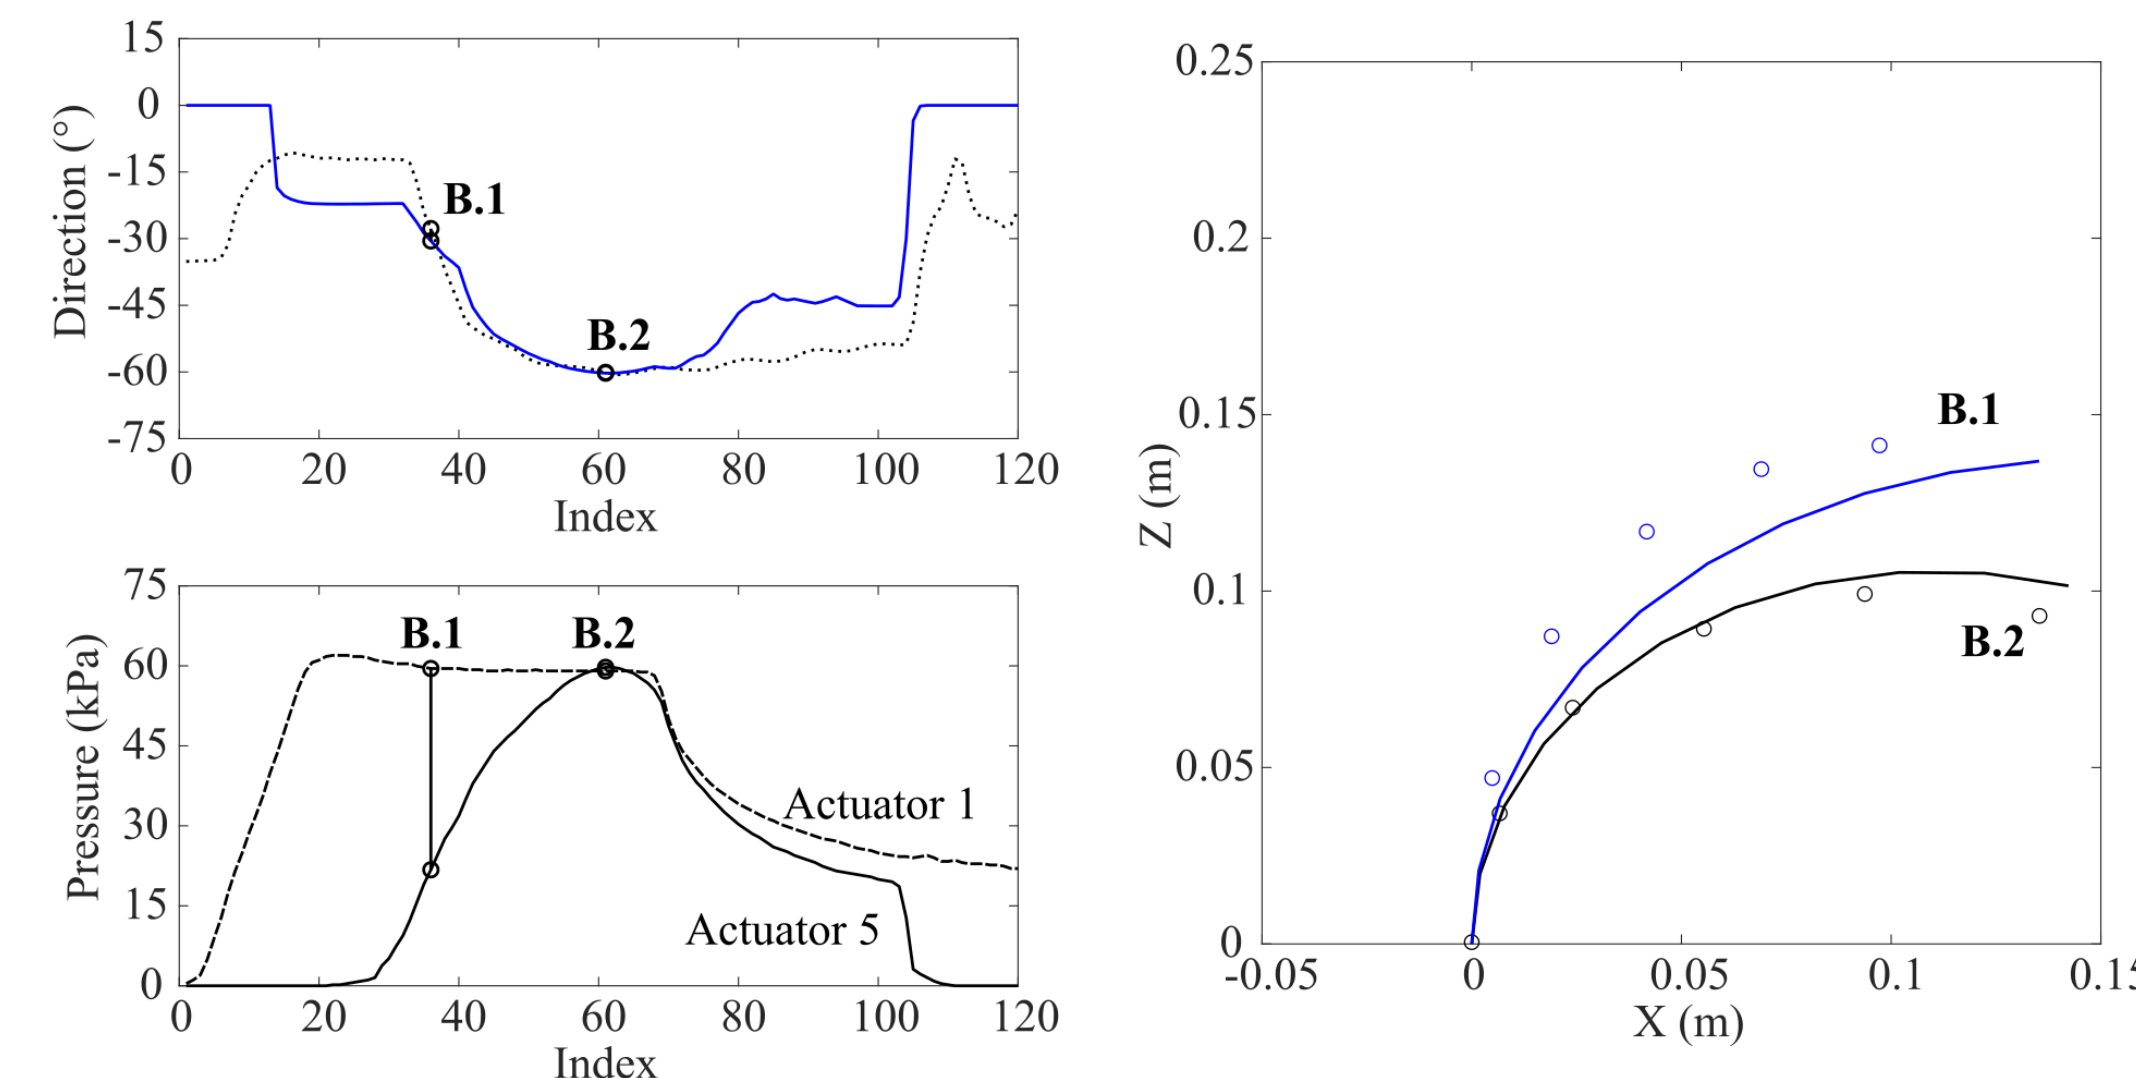 15
0
-15
-30
-45
-60
-75
Direction (°)
B.1
B.2
0 20 40 60 80 100 120
Index
75
60
45
30
15
0
Pressure (kPa)
B.1 B.2
Actuator 1
Actuator 5
0 20 40 60 80 100 120
Index
0.25
0.2
0.15
0.1
0.05
0
Z (m)
B.1
B.2
-0.05 0 0.05 0.1 0.15
X (m)